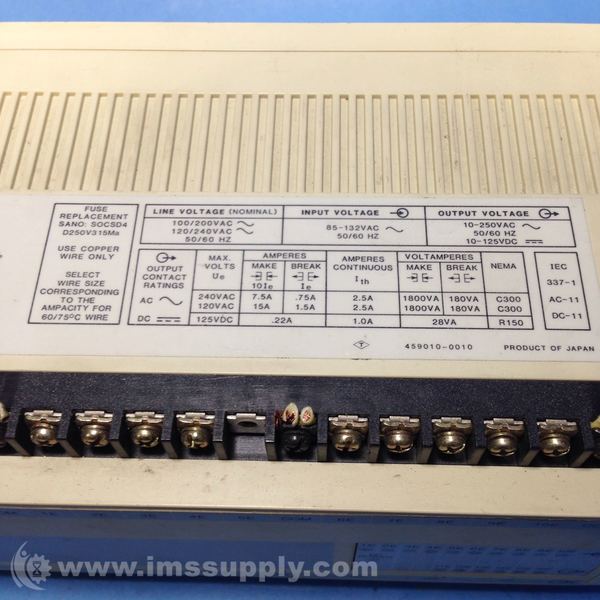 FUSE
REPLACEMENT
SANO: SOCSD4
D250V315Ma
USE COPPER
WIRE ONLY
SELECT
WIRE SIZE
CORRESPONDING
TO THE
AMPACITY FOR
60/75°C WIRE
LINE VOLTAGE (NOMINAL)
100/200VAC
120/240VAC
50/60 HZ
INPUT VOLTAGE
85-132VAC
50/60 HZ
OUTPUT VOLTAGE
10-250VAC
50/60 HZ
10-125VDC
OUTPUT
CONTACT
RATINGS
AC
DC
MAX.
VOLTS
Ue
AMPERES
MAKE BREAK
10Ie Ie
AMPERES
CONTINUOUS
Ith
VOLTAMPERES
MAKE BREAK
NEMA
IEC
337-1
AC-11
DC-11
240VAC 7.5A .75A 2.5A 1800VA 180VA C300
120VAC 15A 1.5A 2.5A 1800VA 180VA C300
125VDC .22A 1.0A 28VA R150
T 459010-0010 PRODUCT OF JAPAN
www.imssupply.com